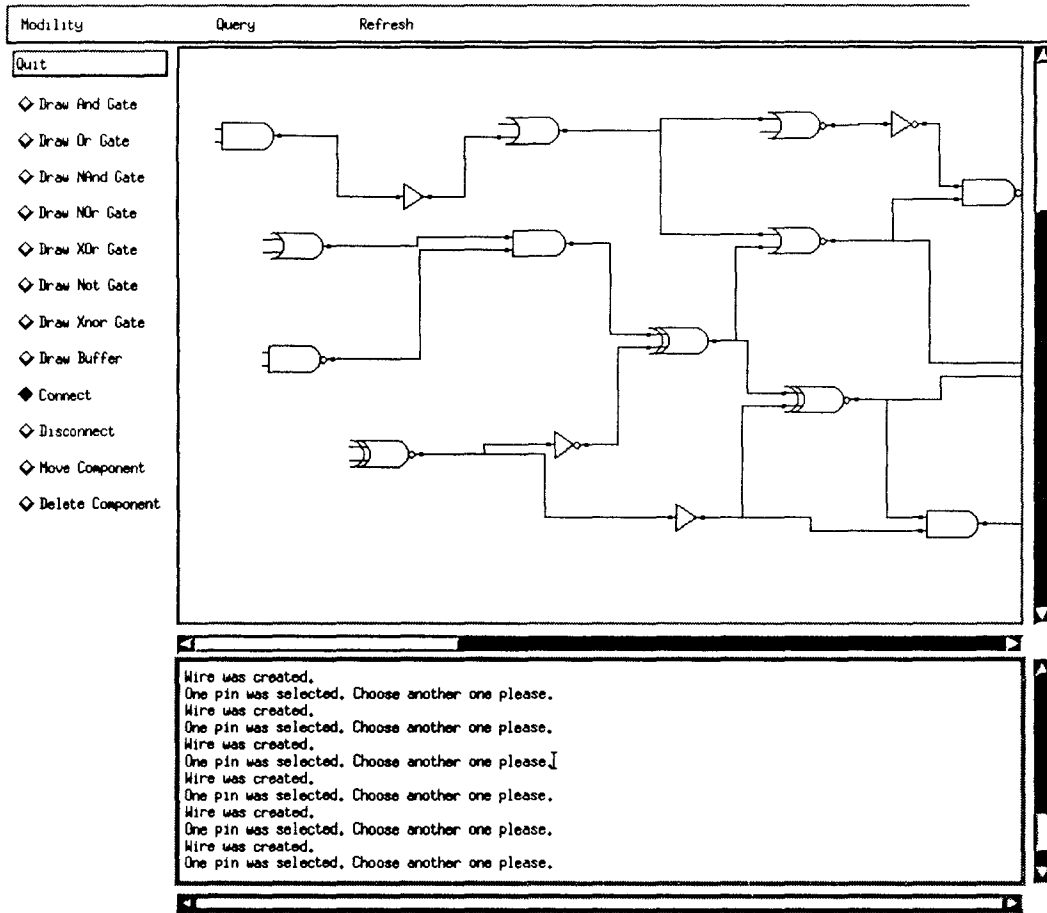 Modility Query Refresh
Quit
Draw And Gate
Draw Or Gate
Draw NAnd Gate
Draw NOr Gate
Draw XOr Gate
Draw Not Gate
Draw Xnor Gate
Draw Buffer
Connect
Disconnect
Move Component
Delete Component
Wire was created.
One pin was selected. Choose another one please.
Wire was created.
One pin was selected. Choose another one please.
Wire was created.
One pin was selected. Choose another one please.
Wire was created.
One pin was selected. Choose another one please.
Wire was created.
One pin was selected. Choose another one please.
Wire was created.
One pin was selected. Choose another one please.